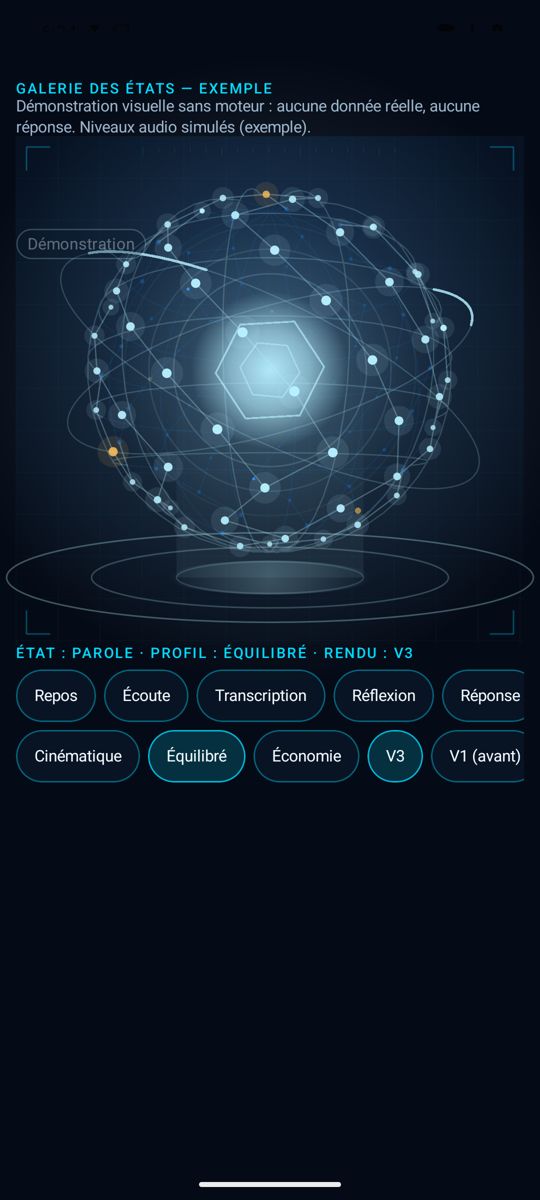 GALERIE DES ÉTATS — EXEMPLE
Démonstration visuelle sans moteur : aucune donnée réelle, aucune
réponse. Niveaux audio simulés (exemple).
Démonstration
ÉTAT : PAROLE · PROFIL : ÉQUILIBRÉ · RENDU : V3
Repos Écoute Transcription Réflexion Réponse
Cinématique Équilibré Économie V3 V1 (avant)